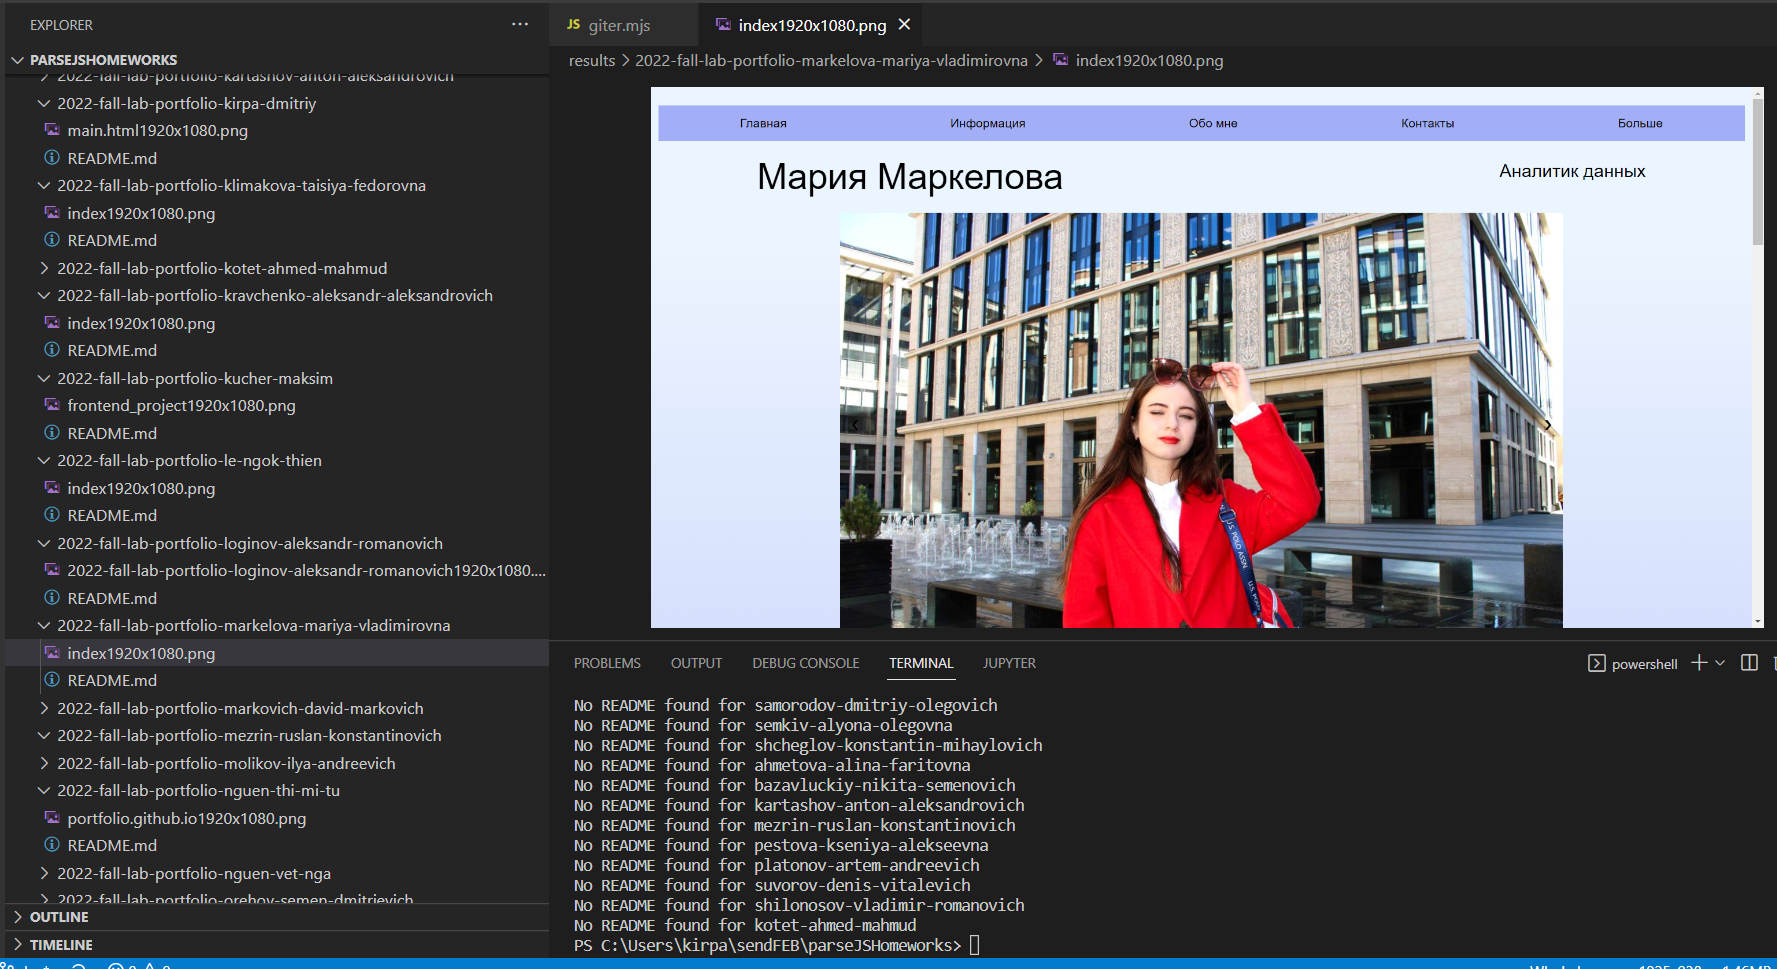 EXPLORER
PARSEJSHOMEWORKS
2022-fall-lab-portfolio-kartashov-anton-aleksandrovich
2022-fall-lab-portfolio-kirpa-dmitriy
main.html1920x1080.png
README.md
2022-fall-lab-portfolio-klimakova-taisiya-fedorovna
index1920x1080.png
README.md
2022-fall-lab-portfolio-kotet-ahmed-mahmud
2022-fall-lab-portfolio-kravchenko-aleksandr-aleksandrovich
index1920x1080.png
README.md
2022-fall-lab-portfolio-kucher-maksim
frontend_project1920x1080.png
README.md
2022-fall-lab-portfolio-le-ngok-thien
index1920x1080.png
README.md
2022-fall-lab-portfolio-loginov-aleksandr-romanovich
2022-fall-lab-portfolio-loginov-aleksandr-romanovich1920x1080....
README.md
2022-fall-lab-portfolio-markelova-mariya-vladimirovna
index1920x1080.png
README.md
2022-fall-lab-portfolio-markovich-david-markovich
2022-fall-lab-portfolio-mezrin-ruslan-konstantinovich
2022-fall-lab-portfolio-molikov-ilya-andreevich
2022-fall-lab-portfolio-nguen-thi-mi-tu
portfolio.github.io1920x1080.png
README.md
2022-fall-lab-portfolio-nguen-vet-nga
2022-fall-lab-portfolio-orehov-semen-dmitrievich
OUTLINE
TIMELINE
JS giter.mjs
index1920x1080.png
results > 2022-fall-lab-portfolio-markelova-mariya-vladimirovna > index1920x1080.png
Главная Информация Обо мне Контакты Больше
Мария Маркелова
Аналитик данных
U.S. POLO ASSN
PROBLEMS OUTPUT DEBUG CONSOLE TERMINAL JUPYTER
powershell
No README found for samorodov-dmitriy-olegovich
No README found for semkiv-alyona-olegovna
No README found for shcheglov-konstantin-mihaylovich
No README found for ahmetova-alina-faritovna
No README found for bazavluckiy-nikita-semenovich
No README found for kartashov-anton-aleksandrovich
No README found for mezrin-ruslan-konstantinovich
No README found for pestova-kseniya-alekseevna
No README found for platonov-artem-andreevich
No README found for suvorov-denis-vitalevich
No README found for shilonosov-vladimir-romanovich
No README found for kotet-ahmed-mahmud
PS C:\Users\kirpa\sendFEB\parseJSHomeworks>